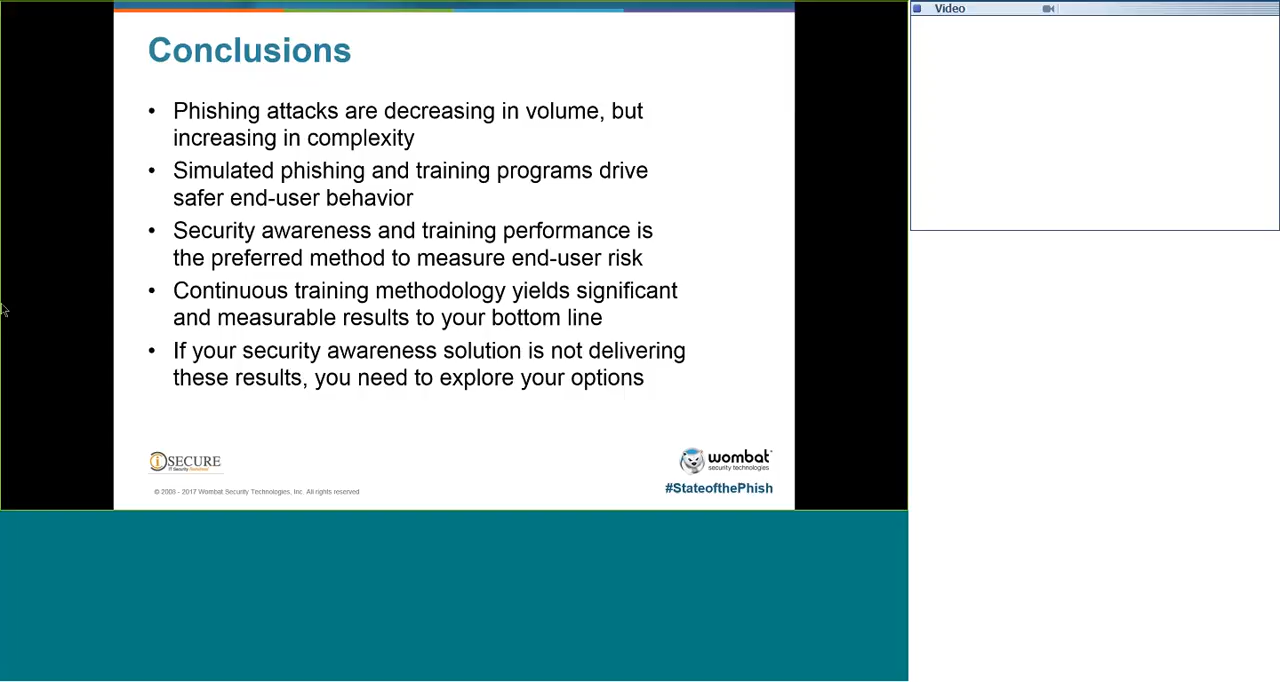 Video
Conclusions
• Phishing attacks are decreasing in volume, but
increasing in complexity
• Simulated phishing and training programs drive
safer end-user behavior
• Security awareness and training performance is
the preferred method to measure end-user risk
• Continuous training methodology yields significant
and measurable results to your bottom line
• If your security awareness solution is not delivering
these results, you need to explore your options
iSECURE
IT Security
wombat
security technologies
#StateofthePhish
© 2008 - 2017 Wombat Security Technologies, Inc. All rights reserved